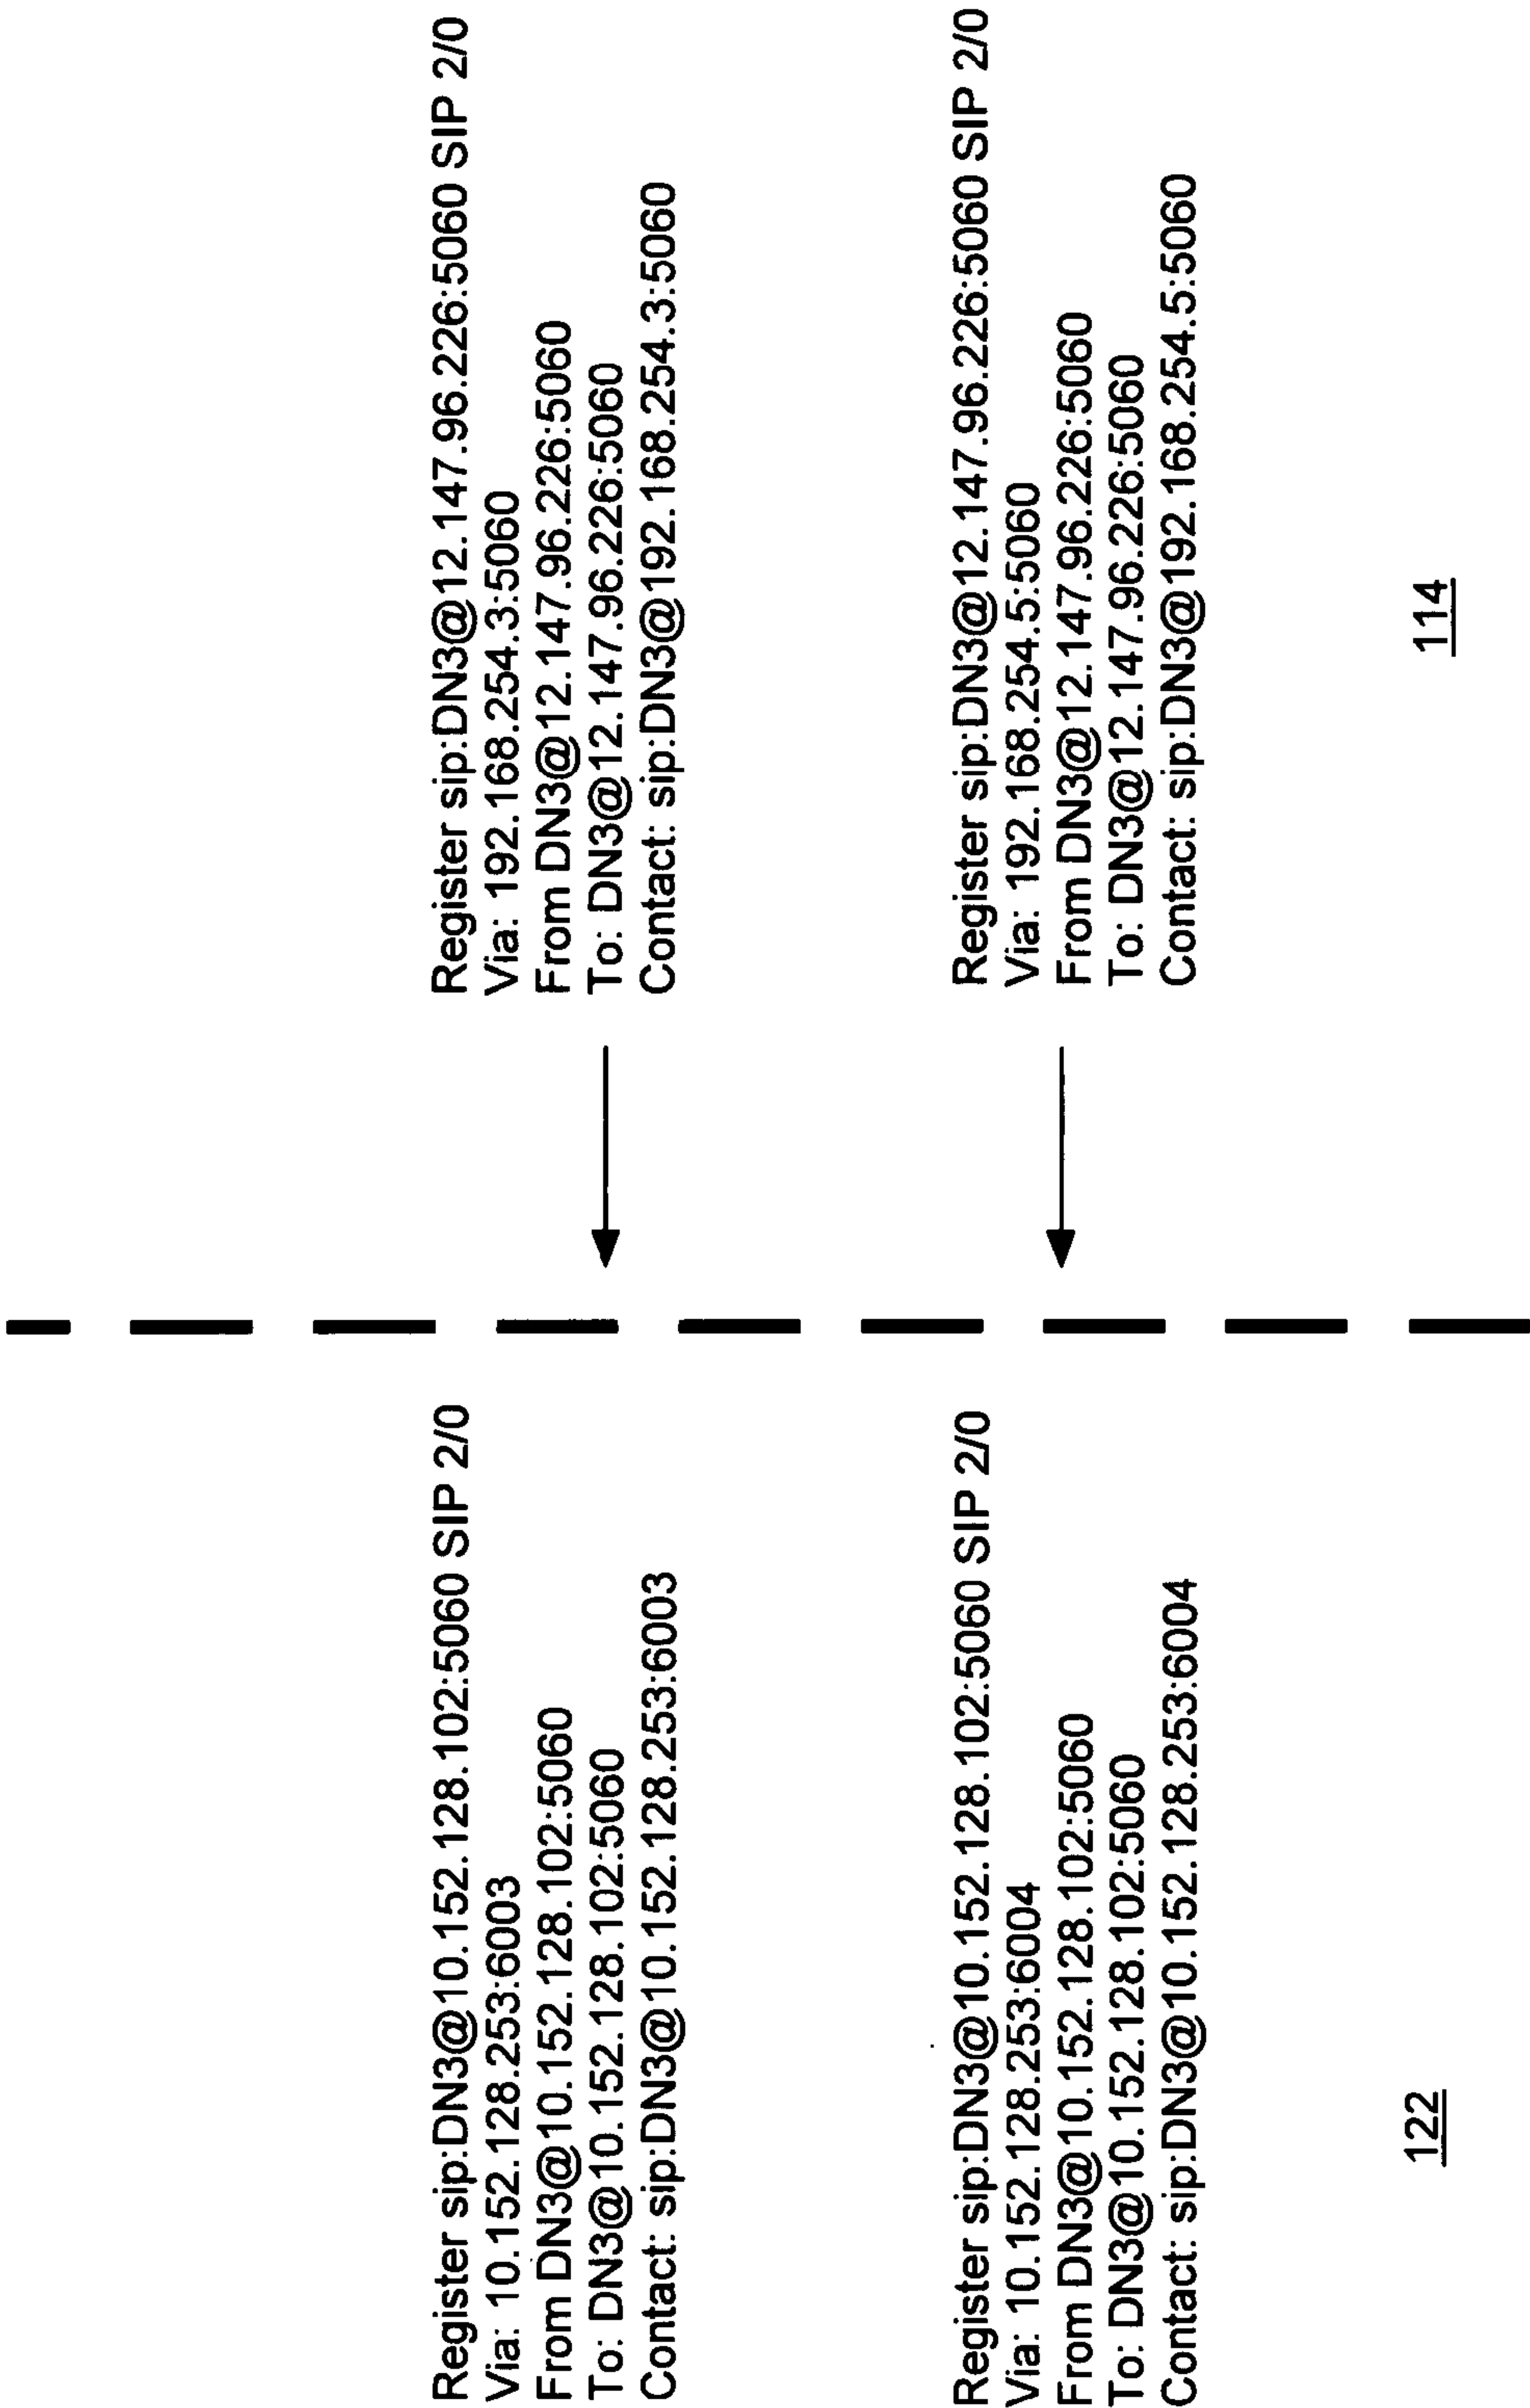 Register sip:DN3@10.152.128.102:5060 SIP 2/0
Via: 10.152.128.253:6003
From DN3@10.152.128.102:5060
To: DN3@10.152.128.102:5060
Contact: sip:DN3@10.152.128.253:6003
Register sip:DN3@10.152.128.102:5060 SIP 2/0
Via: 10.152.128.253:6004
From DN3@10.152.128.102:5060
To: DN3@10.152.128.102:5060
Contact: sip:DN3@10.152.128.253:6004
122
Register sip:DN3@12.147.96.226:5060 SIP 2/0
Via: 192.168.254.3:5060
From DN3@12.147.96.226:5060
To: DN3@12.147.96.226:5060
Contact: sip:DN3@192.168.254.3:5060
Register sip:DN3@12.147.96.226:5060 SIP 2/0
Via: 192.168.254.5:5060
From DN3@12.147.96.226:5060
To: DN3@12.147.96.226:5060
Contact: sip:DN3@192.168.254.5:5060
114